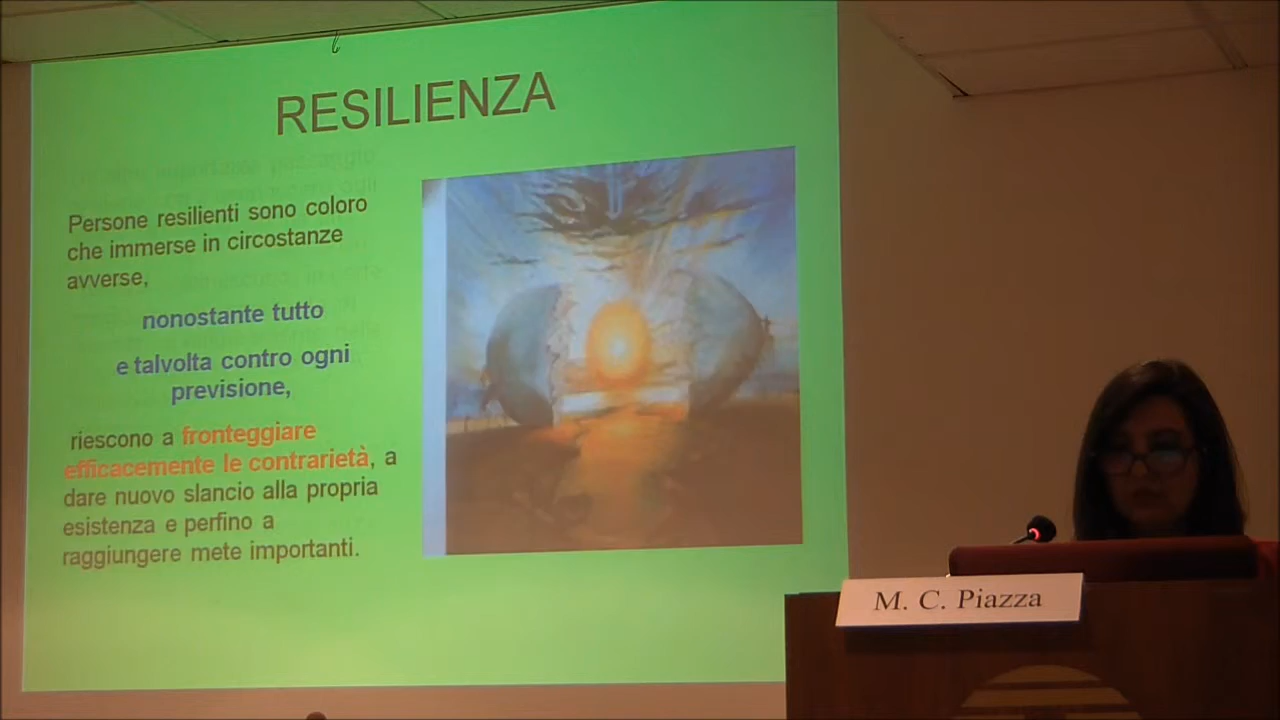 RESILIENZA
Persone resilienti sono coloro
che immerse in circostanze
avverse,
nonostante tutto
e talvolta contro ogni
previsione,
riescono a fronteggiare
efficacemente le contrarietà, a
dare nuovo slancio alla propria
esistenza e perfino a
raggiungere mete importanti.
M. C. Piazza